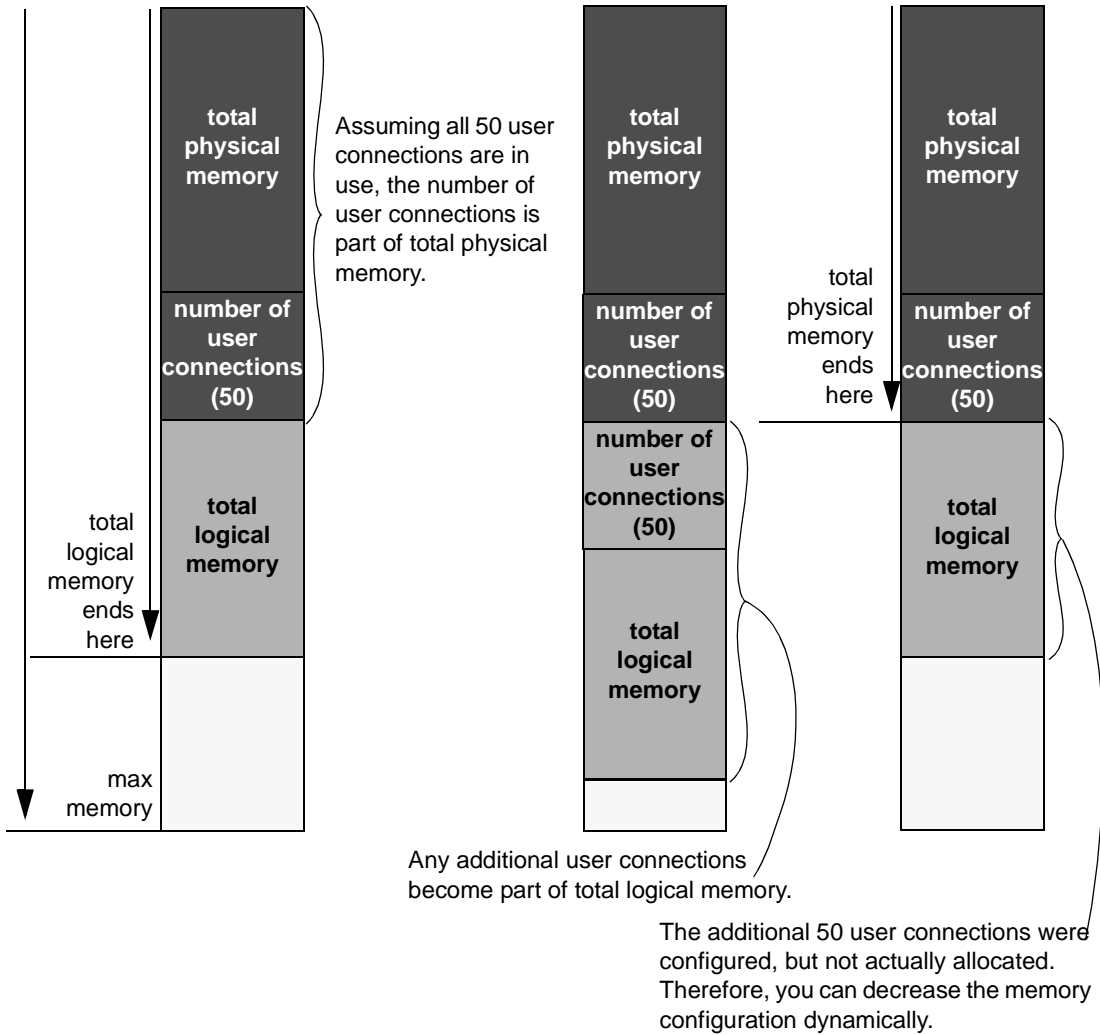 total
physical
memory
number of
user
connections
(50)
total
logical
memory
total
logical
memory
ends
here
max
memory
Assuming all 50 user
connections are in
use, the number of
user connections is
part of total physical
memory.
total
physical
memory
number of
user
connections
(50)
number of
user
connections
(50)
total
logical
memory
Any additional user connections
become part of total logical memory.
total
physical
memory
ends
here
total
physical
memory
number of
user
connections
(50)
total
logical
memory
The additional 50 user connections were
configured, but not actually allocated.
Therefore, you can decrease the memory
configuration dynamically.